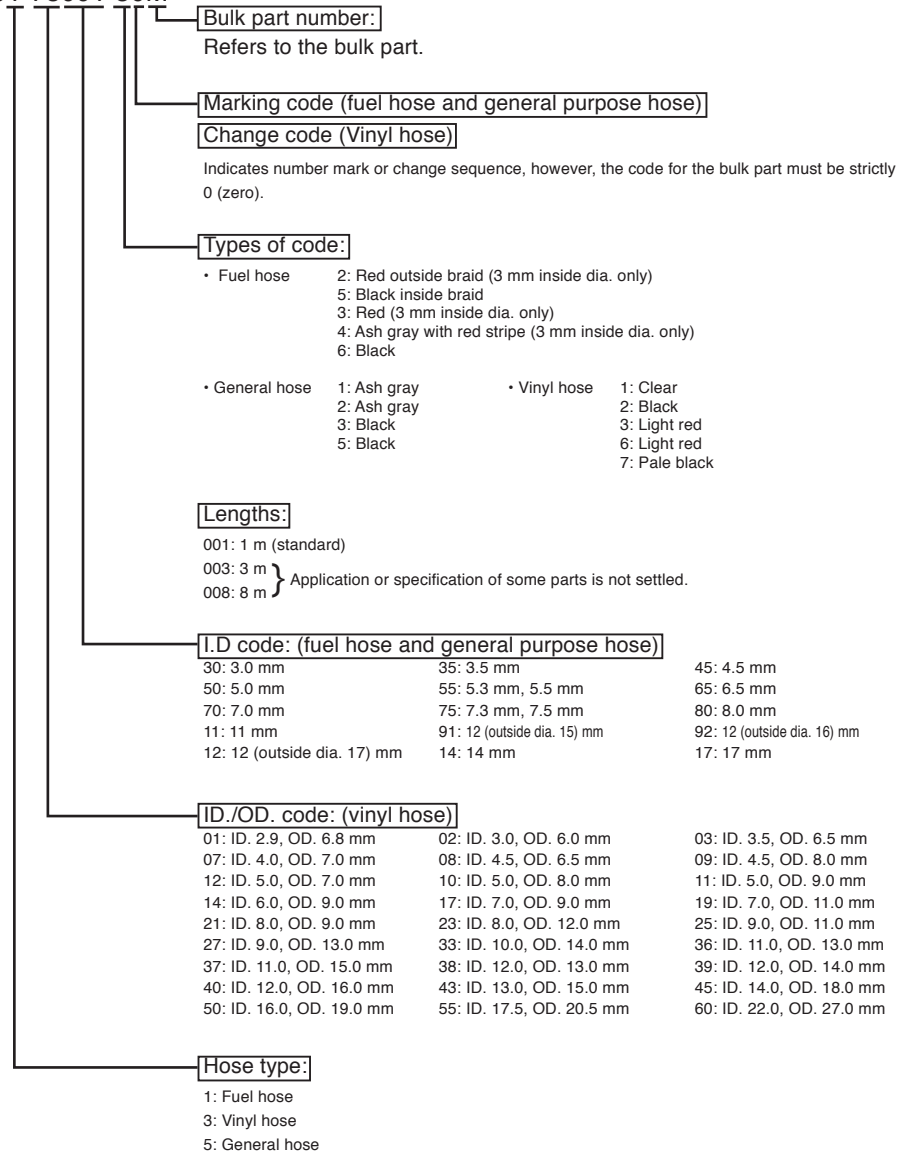 Bulk part number:
Refers to the bulk part.
Marking code (fuel hose and general purpose hose)
Change code (Vinyl hose)
Indicates number mark or change sequence, however, the code for the bulk part must be strictly
0 (zero).
Types of code:
• Fuel hose 2: Red outside braid (3 mm inside dia. only)
5: Black inside braid
3: Red (3 mm inside dia. only)
4: Ash gray with red stripe (3 mm inside dia. only)
6: Black
• General hose 1: Ash gray • Vinyl hose 1: Clear
2: Ash gray 2: Black
3: Black 3: Light red
5: Black 6: Light red
7: Pale black
Lengths:
001: 1 m (standard)
003: 3 m
008: 8 m } Application or specification of some parts is not settled.
I.D code: (fuel hose and general purpose hose)
30: 3.0 mm 35: 3.5 mm 45: 4.5 mm
50: 5.0 mm 55: 5.3 mm, 5.5 mm 65: 6.5 mm
70: 7.0 mm 75: 7.3 mm, 7.5 mm 80: 8.0 mm
11: 11 mm 91: 12 (outside dia. 15) mm 92: 12 (outside dia. 16) mm
12: 12 (outside dia. 17) mm 14: 14 mm 17: 17 mm
ID./OD. code: (vinyl hose)
01: ID. 2.9, OD. 6.8 mm 02: ID. 3.0, OD. 6.0 mm 03: ID. 3.5, OD. 6.5 mm
07: ID. 4.0, OD. 7.0 mm 08: ID. 4.5, OD. 6.5 mm 09: ID. 4.5, OD. 8.0 mm
12: ID. 5.0, OD. 7.0 mm 10: ID. 5.0, OD. 8.0 mm 11: ID. 5.0, OD. 9.0 mm
14: ID. 6.0, OD. 9.0 mm 17: ID. 7.0, OD. 9.0 mm 19: ID. 7.0, OD. 11.0 mm
21: ID. 8.0, OD. 9.0 mm 23: ID. 8.0, OD. 12.0 mm 25: ID. 9.0, OD. 11.0 mm
27: ID. 9.0, OD. 13.0 mm 33: ID. 10.0, OD. 14.0 mm 36: ID. 11.0, OD. 13.0 mm
37: ID. 11.0, OD. 15.0 mm 38: ID. 12.0, OD. 13.0 mm 39: ID. 12.0, OD. 14.0 mm
40: ID. 12.0, OD. 16.0 mm 43: ID. 13.0, OD. 15.0 mm 45: ID. 14.0, OD. 18.0 mm
50: ID. 16.0, OD. 19.0 mm 55: ID. 17.5, OD. 20.5 mm 60: ID. 22.0, OD. 27.0 mm
Hose type:
1: Fuel hose
3: Vinyl hose
5: General hose